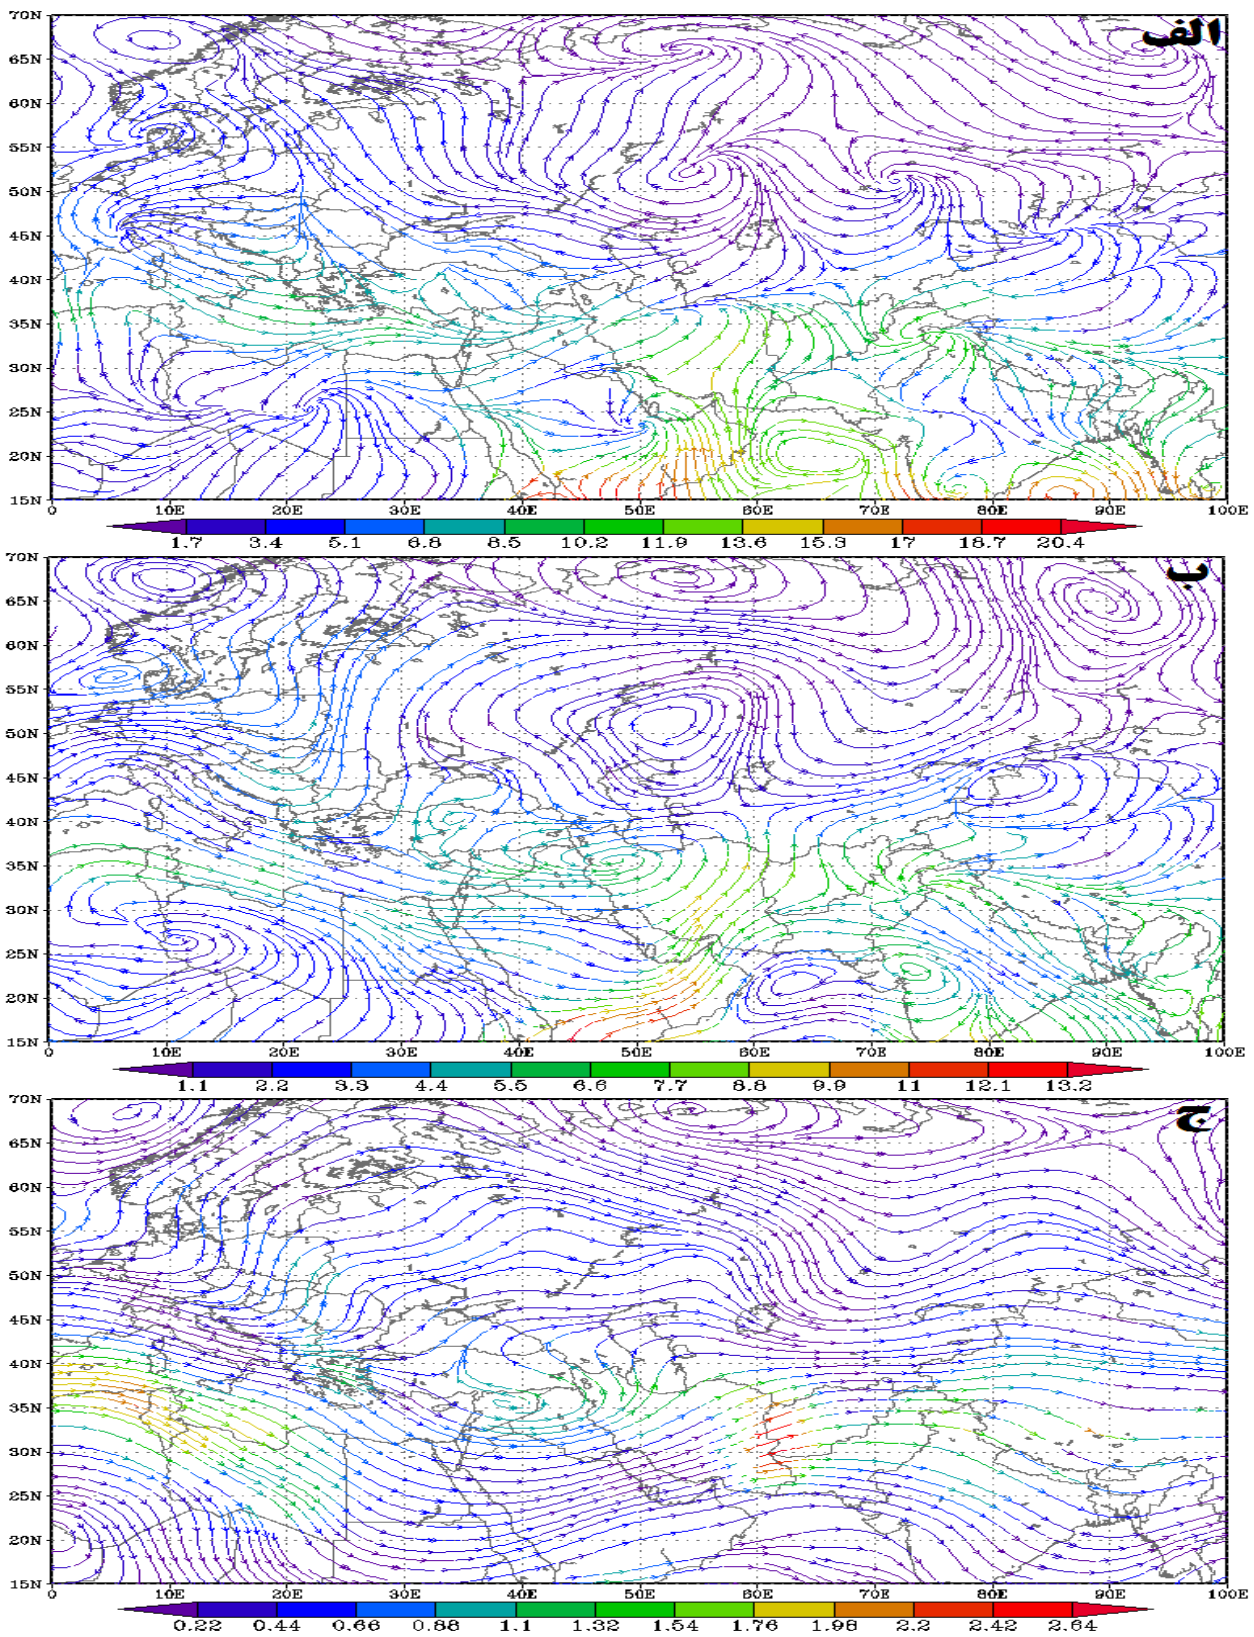 الف
70N
65N
60N
55N
50N
45N
40N
35N
30N
25N
20N
15N
0 10E 20E 30E 40E 50E 60E 70E 80E 90E 100E
1.7 3.4 5.1 6.8 8.5 10.2 11.9 13.6 15.3 17 18.7 20.4
ب
70N
65N
60N
55N
50N
45N
40N
35N
30N
25N
20N
15N
0 10E 20E 30E 40E 50E 60E 70E 80E 90E 100E
1.1 2.2 3.3 4.4 5.5 6.6 7.7 8.8 9.9 11 12.1 13.2
ج
70N
65N
60N
55N
50N
45N
40N
35N
30N
25N
20N
15N
0 10E 20E 30E 40E 50E 60E 70E 80E 90E 100E
0.22 0.44 0.66 0.88 1.1 1.32 1.54 1.76 1.98 2.2 2.42 2.64